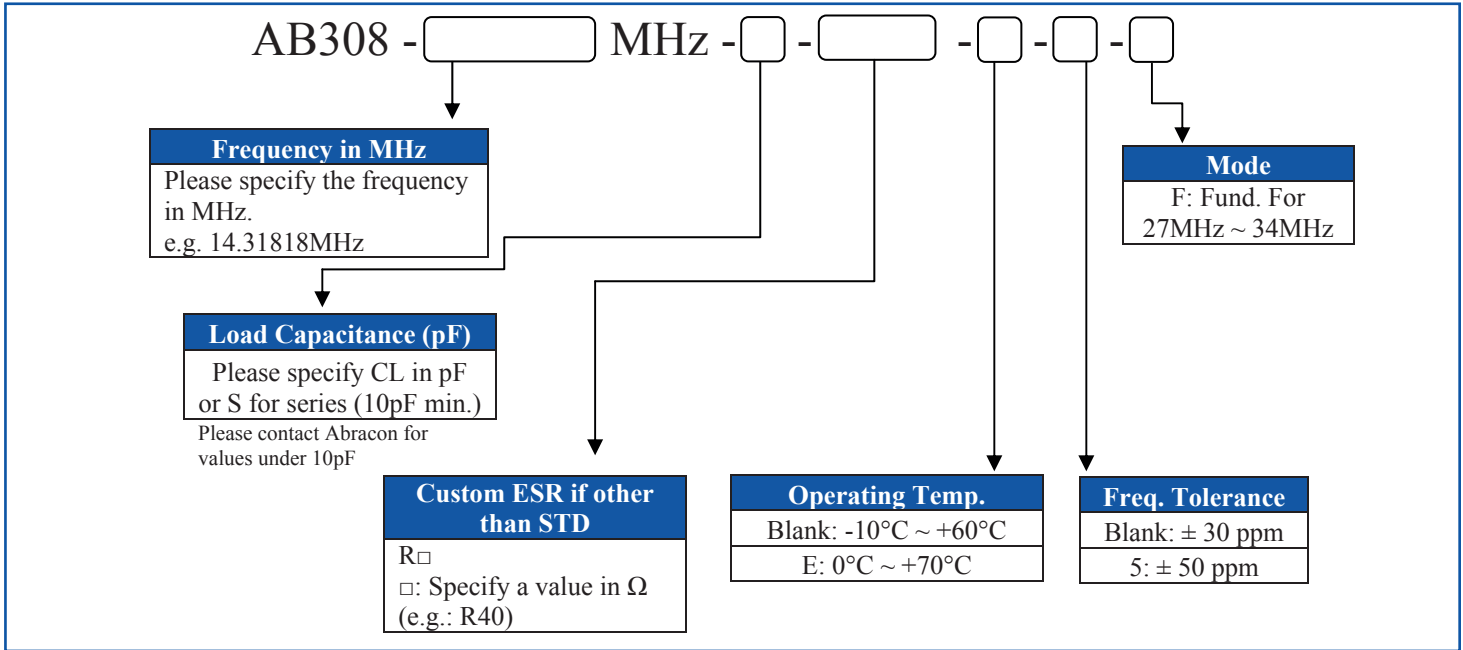 AB308 - MHz - - - - -
Frequency in MHz
Please specify the frequency
in MHz.
e.g. 14.31818MHz
Mode
F: Fund. For
27MHz ~ 34MHz
Load Capacitance (pF)
Please specify CL in pF
or S for series (10pF min.)
Please contact Abracon for
values under 10pF
Custom ESR if other
than STD
R□
□: Specify a value in Ω
(e.g.: R40)
Operating Temp.
Blank: -10°C ~ +60°C
E: 0°C ~ +70°C
Freq. Tolerance
Blank: ± 30 ppm
5: ± 50 ppm